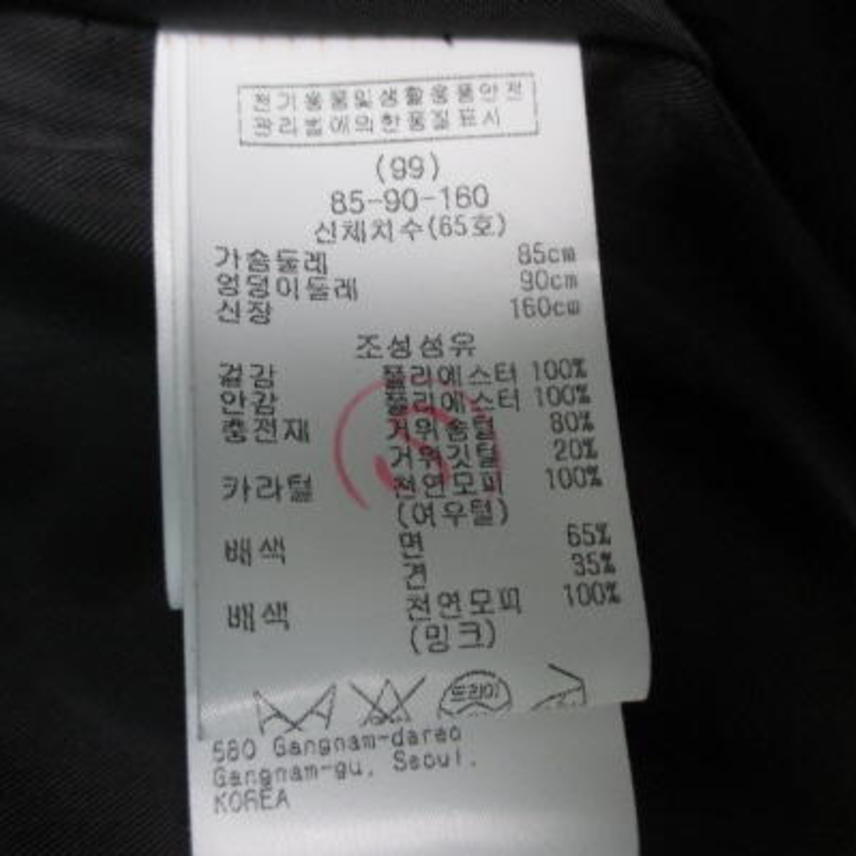 전기용품및생활용품안전
관리법에의한품질표시
(99)
85-90-160
신체치수(65호)
가슴둘레 85cm
엉덩이둘레 90cm
신장 160cm
조성섬유
겉감 폴리에스터 100%
안감 폴리에스터 100%
충전재 거위솜털 80%
거위깃털 20%
카라털 천연모피 100%
(여우털)
배색 면 65%
견 35%
배색 천연모피 100%
(밍크)
드라이
580 Gangnam-dareo
Gangnam-gu, Seoul.
KOREA